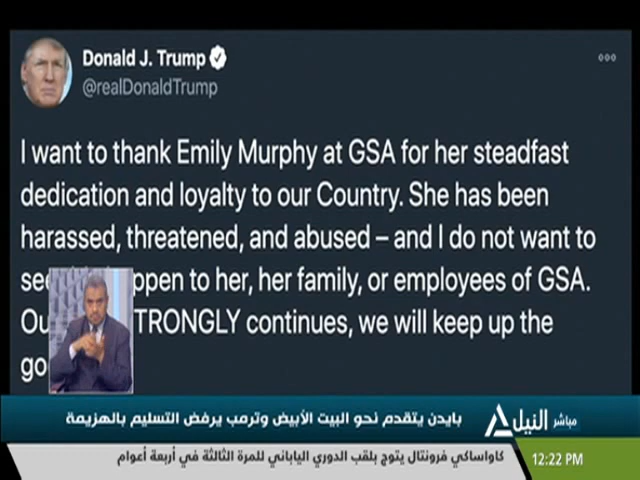 Donald J. Trump
@realDonaldTrump
I want to thank Emily Murphy at GSA for her steadfast
dedication and loyalty to our Country. She has been
harassed, threatened, and abused – and I do not want to
happen to her, her family, or employees of GSA.
STRONGLY continues, we will keep up the
مباشر النيل
بايدن يتقدم نحو البيت الأبيض وترمب يرفض التسليم بالهزيمة
كاواساكي فرونتال يتوج بلقب الدوري الياباني للمرة الثالثة في أربعة أعوام
12:22 PM